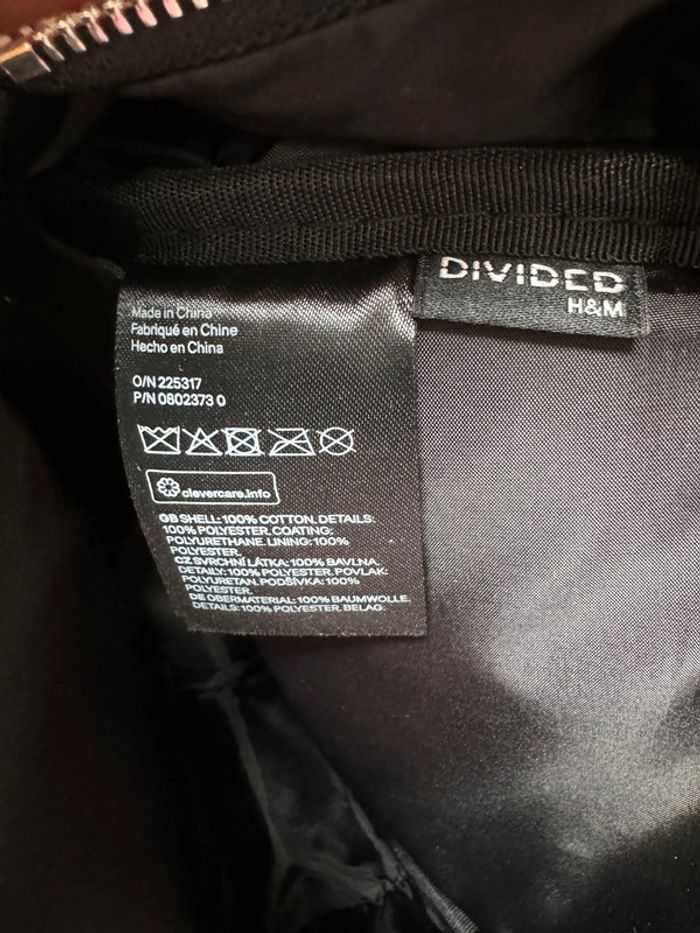 DIVIDED
H&M
Made in China
Fabriqué en Chine
Hecho en China
O/N 225317
P/N 0802373 0
clevercare.info
GB SHELL: 100% COTTON. DETAILS:
100% POLYESTER. COATING:
POLYURETHANE. LINING: 100%
POLYESTER.
CZ SVRCHNÍ LÁTKA: 100% BAVLNA.
DETAILY: 100% POLYESTER. POVLAK:
POLYURETAN. PODŠÍVKA: 100%
POLYESTER.
DE OBERMATERIAL: 100% BAUMWOLLE.
DETAILS: 100% POLYESTER. BELAG: